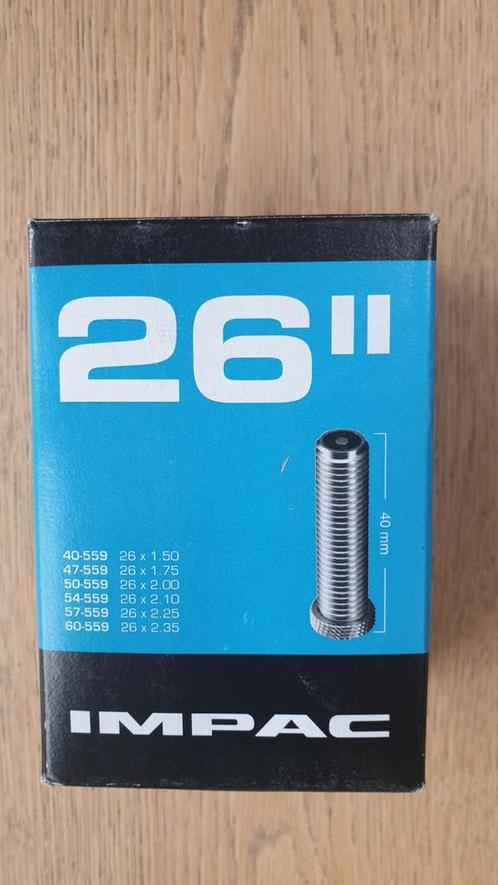 26"
40 mm
40-559 26 x 1.50
47-559 26 x 1.75
50-559 26 x 2.00
54-559 26 x 2.10
57-559 26 x 2.25
60-559 26 x 2.35
IMPAC